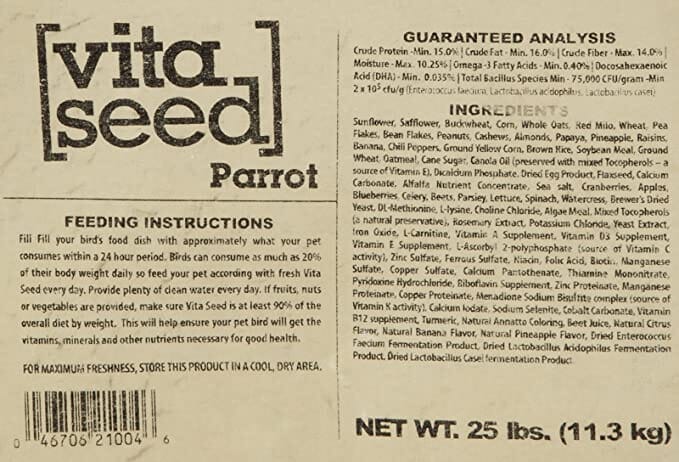 [vita
seed]
Parrot
FEEDING INSTRUCTIONS
Fill Fill your bird's food dish with approximately what your pet
consumes within a 24 hour period. Birds can consume as much as 20%
of their body weight daily so feed your pet according with fresh Vita
Seed every day. Provide plenty of clean water every day. If fruits, nuts
or vegetables are provided, make sure Vita Seed is at least 90% of the
overall diet by weight. This will help ensure your pet bird will get the
vitamins, minerals and other nutrients necessary for good health.
FOR MAXIMUM FRESHNESS, STORE THIS PRODUCT IN A COOL, DRY AREA.
0 46706 21004 6
GUARANTEED ANALYSIS
Crude Protein -Min. 15.0% | Crude Fat - Min. 16.0% | Crude Fiber - Max. 14.0% |
Moisture - Max. 10.25% | Omega-3 Fatty Acids - Min. 0.40% | Docosahexaenoic
Acid (DHA) - Min. 0.035% | Total Bacillus Species Min - 75,000 CFU/gram -Min
2 x 10⁵ cfu/g (Enterococcus faecium, Lactobacillus acidophilus, Lactobacillus casei)
INGREDIENTS
Sunflower, Safflower, Buckwheat, Corn, Whole Oats, Red Milo, Wheat, Pea
Flakes, Bean Flakes, Peanuts, Cashews, Almonds, Papaya, Pineapple, Raisins,
Banana, Chili Peppers, Ground Yellow Corn, Brown Rice, Soybean Meal, Ground
Wheat, Oatmeal, Cane Sugar, Canola Oil (preserved with mixed Tocopherols – a
source of Vitamin E), Dicalcium Phosphate, Dried Egg Product, Flaxseed, Calcium
Carbonate, Alfalfa Nutrient Concentrate, Sea salt, Cranberries, Apples,
Blueberries, Celery, Beets, Parsley, Lettuce, Spinach, Watercress, Brewer's Dried
Yeast, DL-Methionine, L-lysine, Choline Chloride, Algae Meal, Mixed Tocopherols
(a natural preservative), Rosemary Extract, Potassium Chloride, Yeast Extract,
Iron Oxide, L-Carnitine, Vitamin A Supplement, Vitamin D3 Supplement,
Vitamin E Supplement, L-Ascorbyl 2-polyphosphate (source of Vitamin C
activity), Zinc Sulfate, Ferrous Sulfate, Niacin, Folic Acid, Biotin, Manganese
Sulfate, Copper Sulfate, Calcium Pantothenate, Thiamine Mononitrate,
Pyridoxine Hydrochloride, Riboflavin Supplement, Zinc Proteinate, Manganese
Proteinate, Copper Proteinate, Menadione Sodium Bisulfite complex (source of
Vitamin K activity), Calcium Iodate, Sodium Selenite, Cobalt Carbonate, Vitamin
B12 supplement, Turmeric, Natural Annatto Coloring, Beet Juice, Natural Citrus
Flavor, Natural Banana Flavor, Natural Pineapple Flavor, Dried Enterococcus
Faecium Fermentation Product, Dried Lactobacillus Acidophilus Fermentation
Product, Dried Lactobacillus Casei fermentation Product
NET WT. 25 lbs. (11.3 kg)